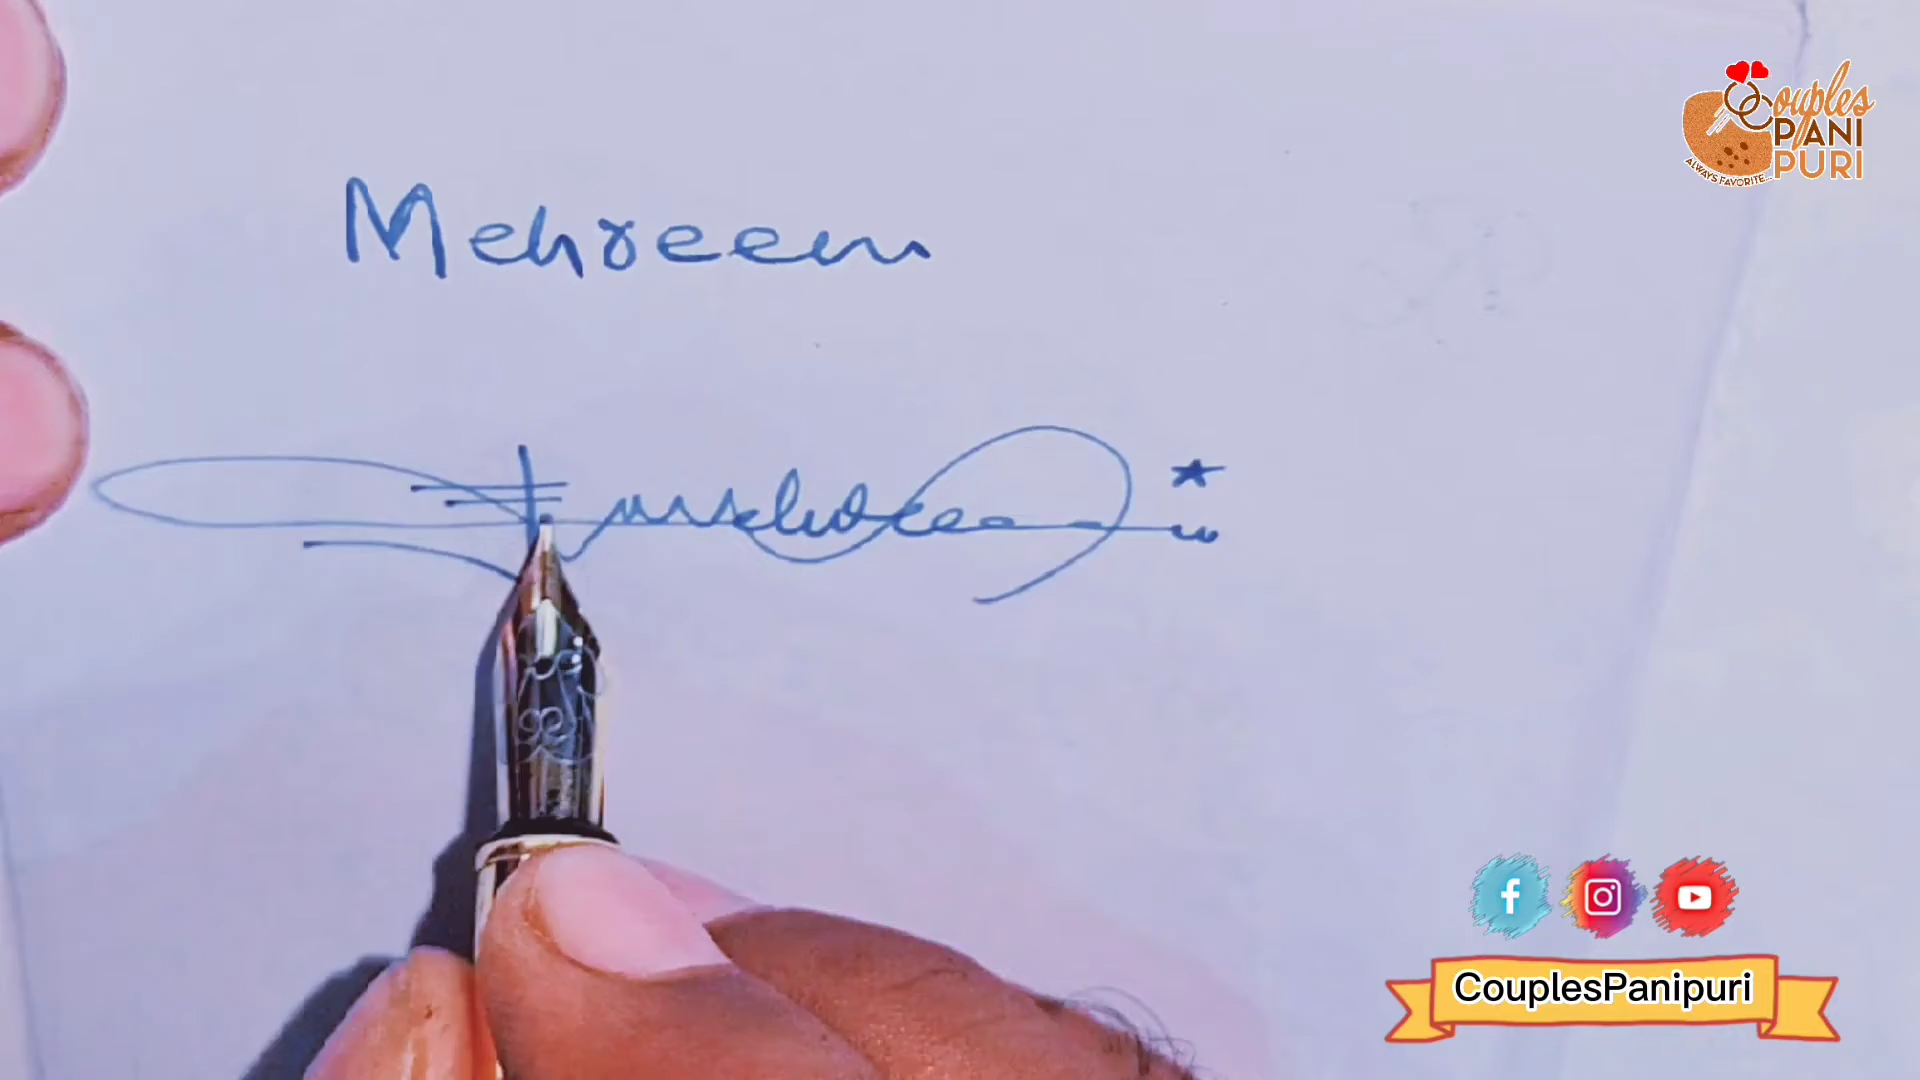 Mehreen
Couples
PANI
PURI
ALWAYS FAVORITE...
CouplesPanipuri